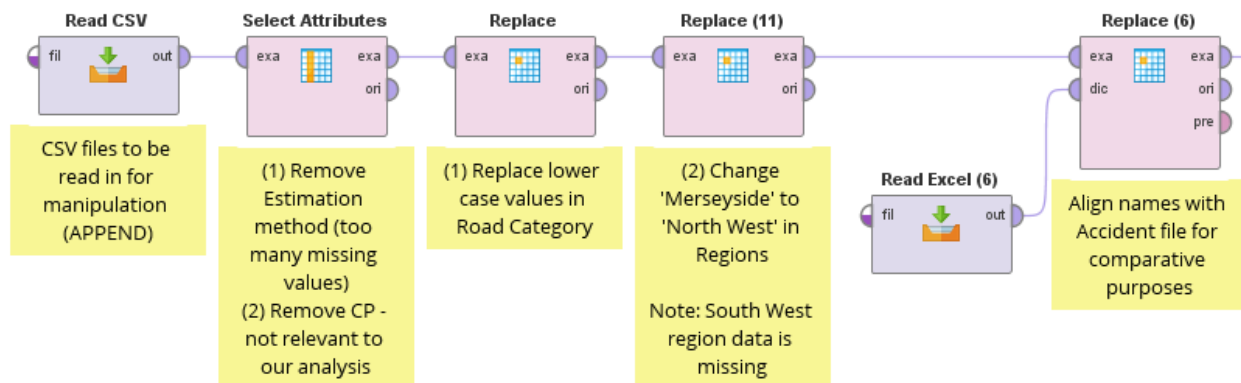 Read CSV
fil
out
CSV files to be
read in for
manipulation
(APPEND)
Select Attributes
exa
exa
ori
(1) Remove
Estimation
method (too
many missing
values)
(2) Remove CP -
not relevant to
our analysis
Replace
exa
exa
ori
(1) Replace lower
case values in
Road Category
Replace (11)
exa
exa
ori
(2) Change
'Merseyside' to
'North West' in
Regions
Note: South West
region data is
missing
Read Excel (6)
fil
out
Replace (6)
exa
exa
dic
ori
pre
Align names with
Accident file for
comparative
purposes